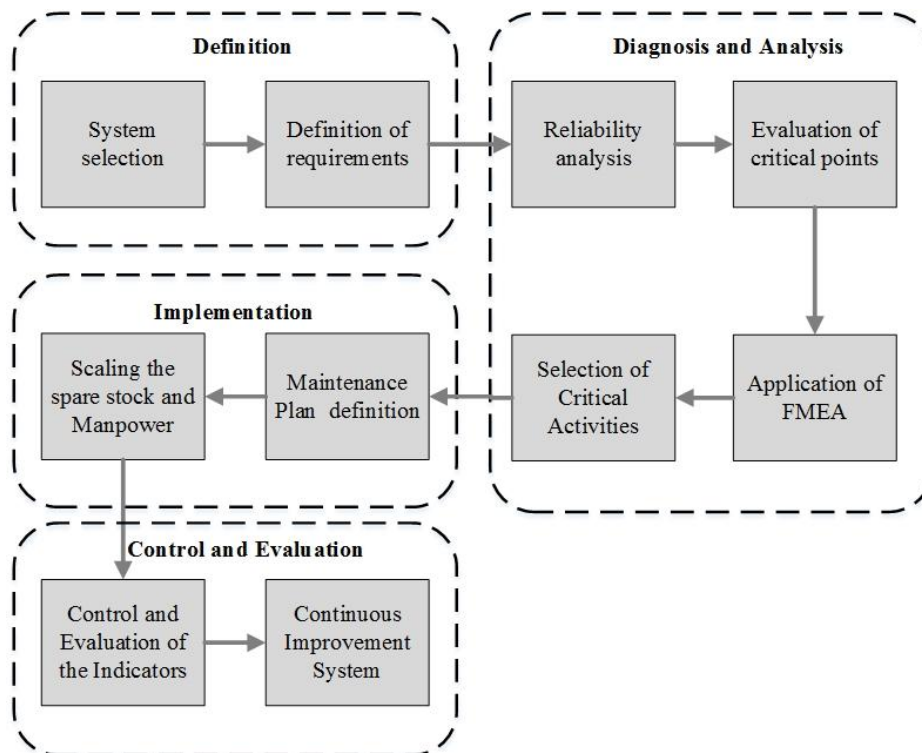 Definition
System
selection
Definition of
requirements
Diagnosis and Analysis
Reliability
analysis
Evaluation of
critical points
Application of
FMEA
Selection of
Critical
Activities
Implementation
Maintenance
Plan definition
Scaling the
spare stock and
Manpower
Control and Evaluation
Control and
Evaluation of
the Indicators
Continuous
Improvement
System